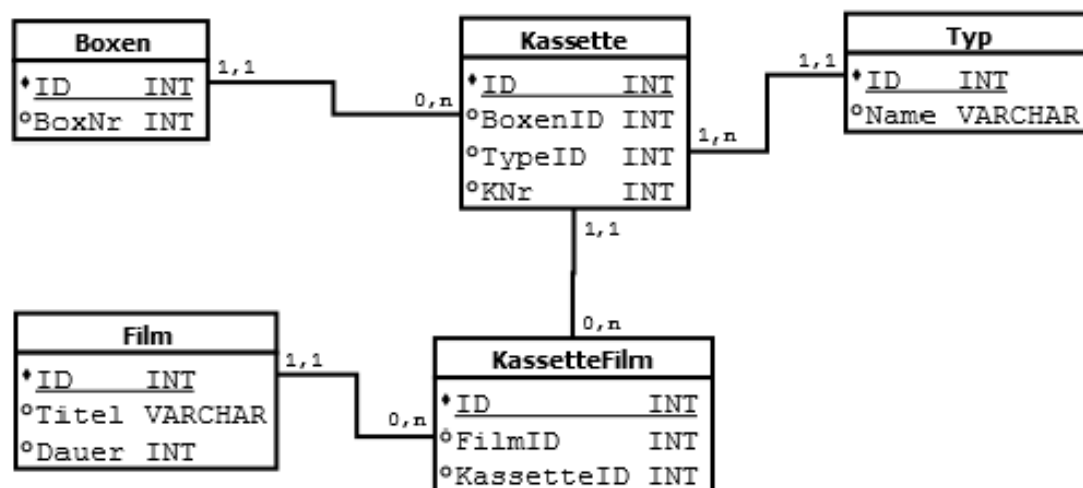 Boxen
ID INT
BoxNr INT
1,1
0,n
Kassette
ID INT
BoxenID INT
TypeID INT
KNr INT
1,1
1,n
Typ
ID INT
Name VARCHAR
1,1
0,n
Film
ID INT
Titel VARCHAR
Dauer INT
1,1
0,n
KassetteFilm
ID INT
FilmID INT
KassetteID INT